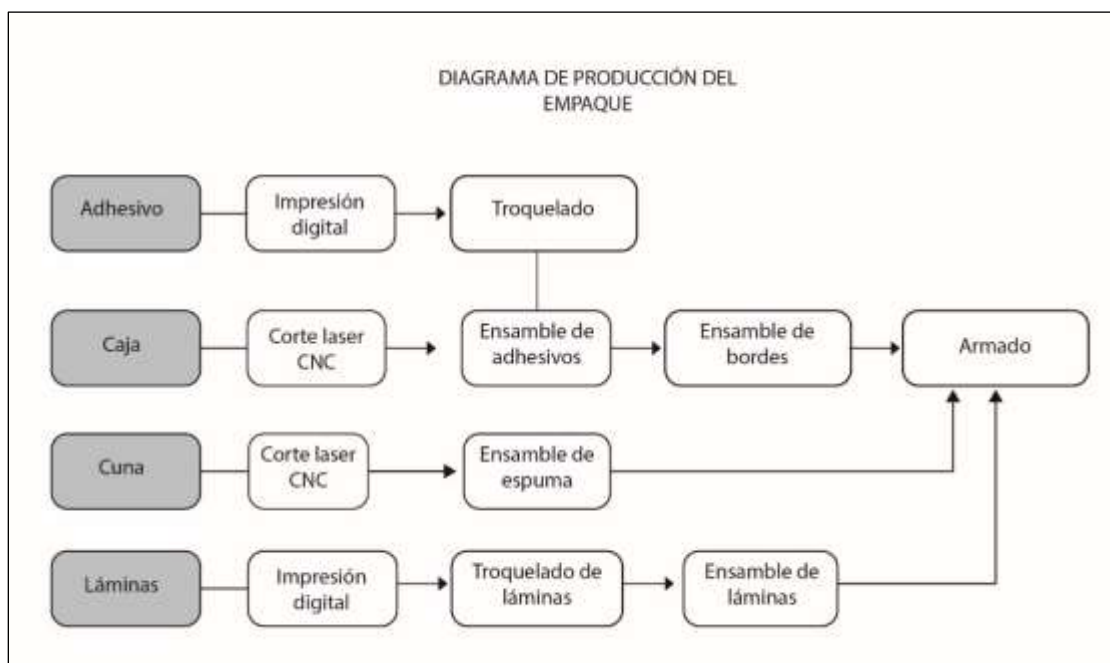 DIAGRAMA DE PRODUCCIÓN DEL
EMPAQUE
Adhesivo
Impresión
digital
Troquelado
Caja
Corte laser
CNC
Ensamble de
adhesivos
Ensamble de
bordes
Armado
Cuna
Corte laser
CNC
Ensamble de
espuma
Láminas
Impresión
digital
Troquelado de
láminas
Ensamble de
láminas